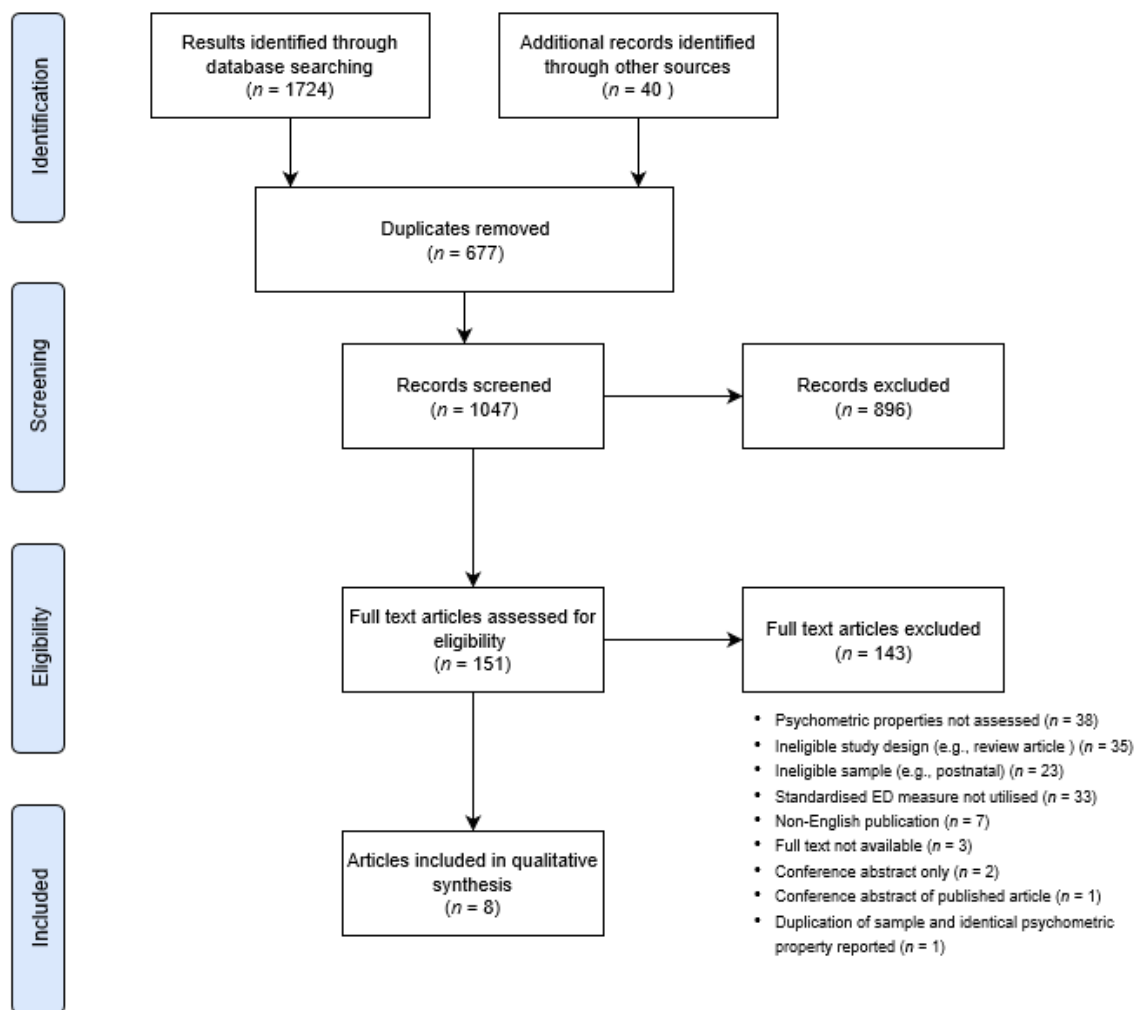 Identification
Results identified through
database searching
(n = 1724)
Additional records identified
through other sources
(n = 40 )
Duplicates removed
(n = 677)
Screening
Records screened
(n = 1047)
Records excluded
(n = 896)
Eligibility
Full text articles assessed for
eligibility
(n = 151)
Full text articles excluded
(n = 143)
• Psychometric properties not assessed (n = 38)
• Ineligible study design (e.g., review article ) (n = 35)
• Ineligible sample (e.g., postnatal) (n = 23)
• Standardised ED measure not utilised (n = 33)
• Non-English publication (n = 7)
• Full text not available (n = 3)
• Conference abstract only (n = 2)
• Conference abstract of published article (n = 1)
• Duplication of sample and identical psychometric
property reported (n = 1)
Included
Articles included in qualitative
synthesis
(n = 8)